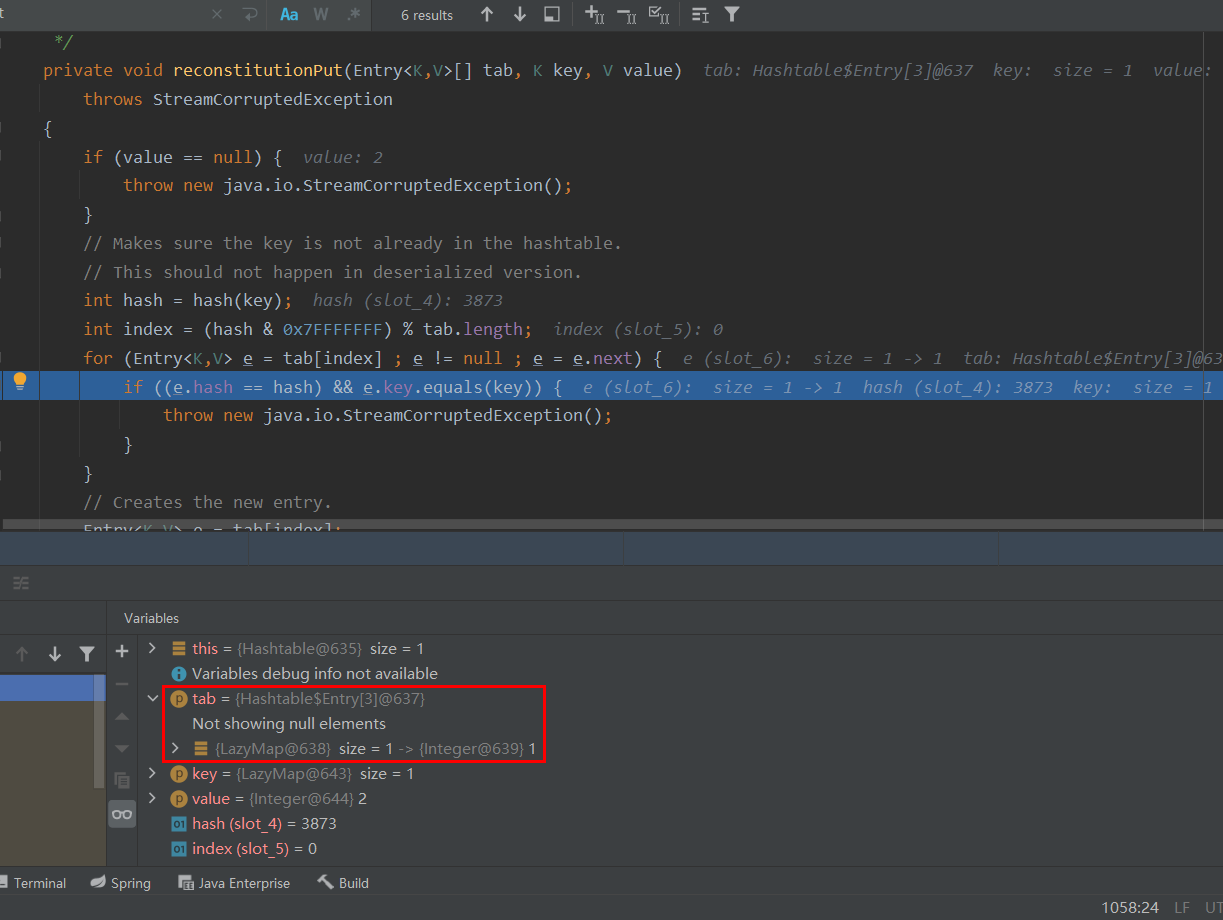 t Aa W .* 6 results
*/
private void reconstitutionPut(Entry<K,V>[] tab, K key, V value) tab: Hashtable$Entry[3]@637 key: size = 1 value:
throws StreamCorruptedException
{
if (value == null) { value: 2
throw new java.io.StreamCorruptedException();
}
// Makes sure the key is not already in the hashtable.
// This should not happen in deserialized version.
int hash = hash(key); hash (slot_4): 3873
int index = (hash & 0x7FFFFFFF) % tab.length; index (slot_5): 0
for (Entry<K,V> e = tab[index] ; e != null ; e = e.next) { e (slot_6): size = 1 -> 1 tab: Hashtable$Entry[3]@63
if ((e.hash == hash) && e.key.equals(key)) { e (slot_6): size = 1 -> 1 hash (slot_4): 3873 key: size = 1
throw new java.io.StreamCorruptedException();
}
}
// Creates the new entry.
Entry<K,V> e = tab[index];
Variables
this = {Hashtable@635} size = 1
Variables debug info not available
tab = {Hashtable$Entry[3]@637}
Not showing null elements
{LazyMap@638} size = 1 -> {Integer@639} 1
key = {LazyMap@643} size = 1
value = {Integer@644} 2
hash (slot_4) = 3873
index (slot_5) = 0
Terminal Spring Java Enterprise Build
1058:24 LF UT